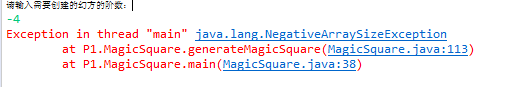 请输入需要创建的幻方的阶数：
-4
Exception in thread "main" java.lang.NegativeArraySizeException
at P1.MagicSquare.generateMagicSquare(MagicSquare.java:113)
at P1.MagicSquare.main(MagicSquare.java:38)